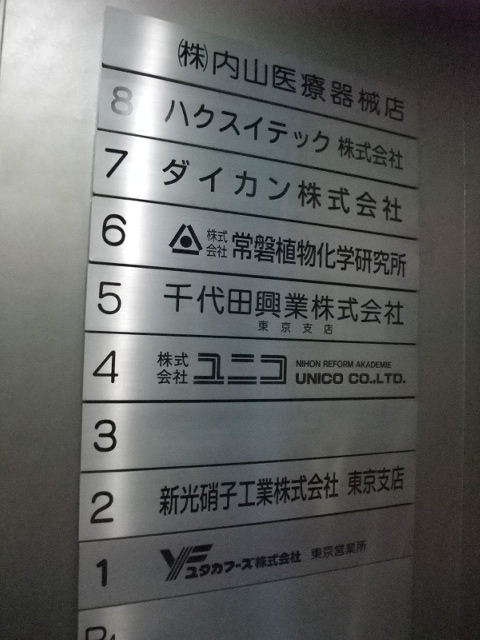 ㈱内山医療器械店
8 ハクスイテック 株式会社
7 ダイカン株式会社
6 株式会社 常磐植物化学研究所
5 千代田興業株式会社
東京支店
4 株式会社 ユニコ NIHON REFORM AKADEMIE
UNICO CO.,LTD.
3
2 新光硝子工業株式会社 東京支店
1 YF ユタカフーズ株式会社 東京営業所